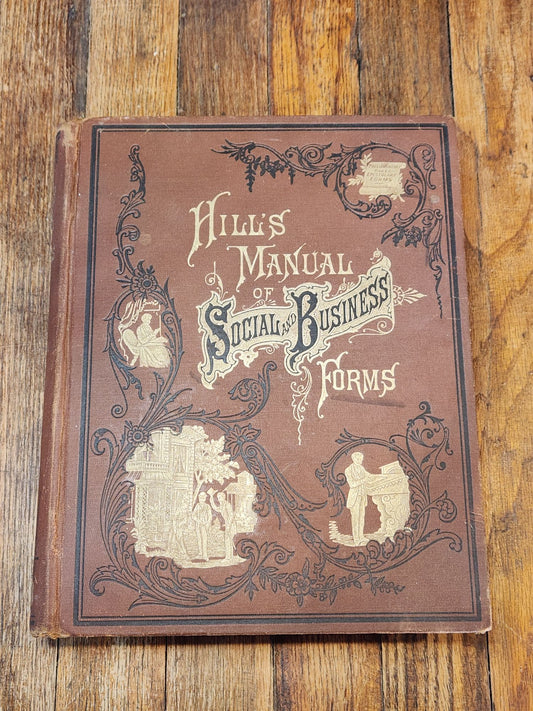 HILL'S
MANUAL
OF
SOCIAL AND BUSINESS
FORMS